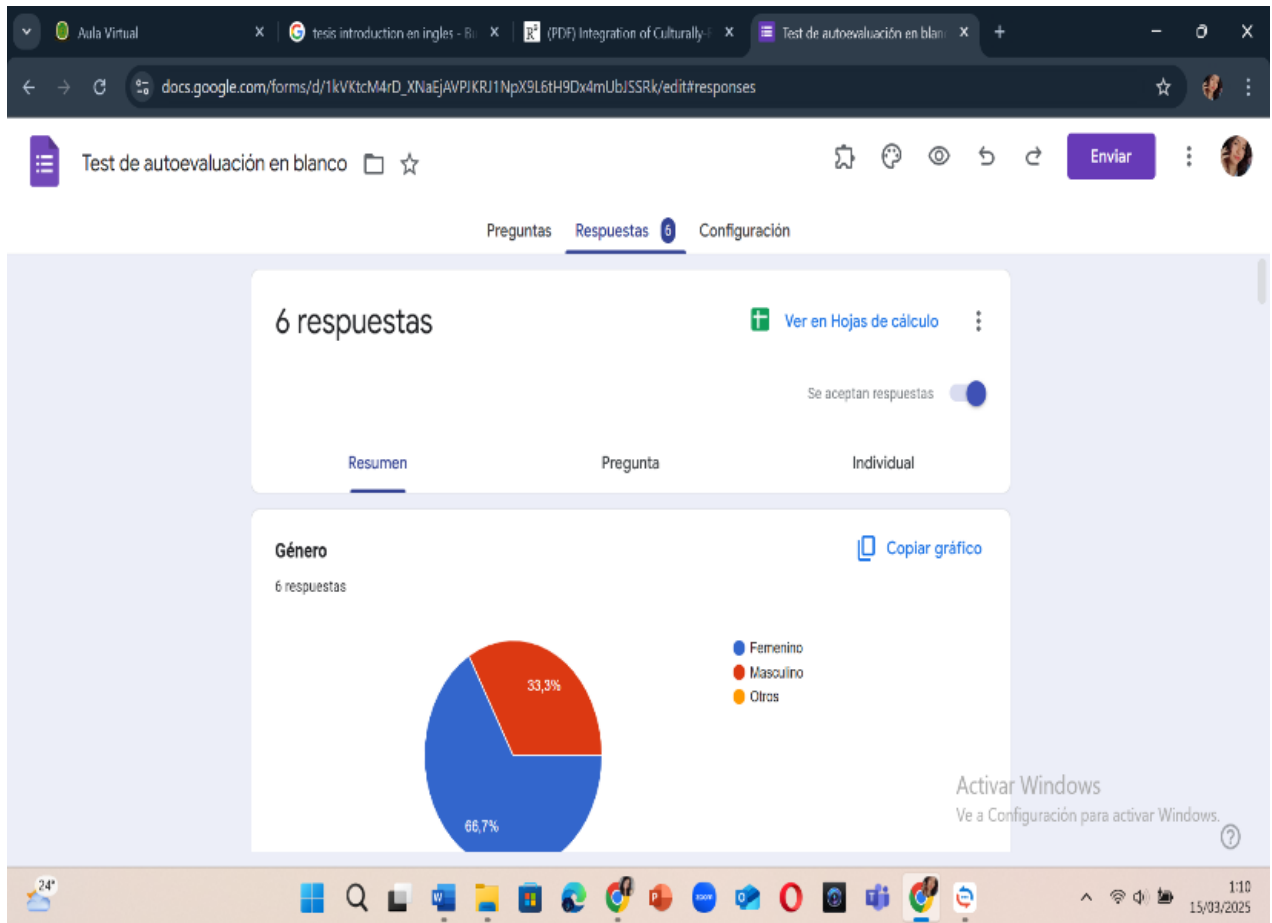 Aula Virtual
tesis introduction en ingles - Bu
(PDF) Integration of Culturally-
Test de autoevaluación en blan
docs.google.com/forms/d/1kVKtcM4rD_XNaEjAVPJKRJ1NpX9L6tH9Dx4mUbJSSRk/edit#responses
Test de autoevaluación en blanco
Enviar
Preguntas Respuestas 6 Configuración
6 respuestas
Ver en Hojas de cálculo
Se aceptan respuestas
Resumen Pregunta Individual
Género
Copiar gráfico
6 respuestas
Femenino
Masculino
Otros
33,3%
66,7%
Activar Windows
Ve a Configuración para activar Windows.
24°
zoom
1:10
15/03/2025